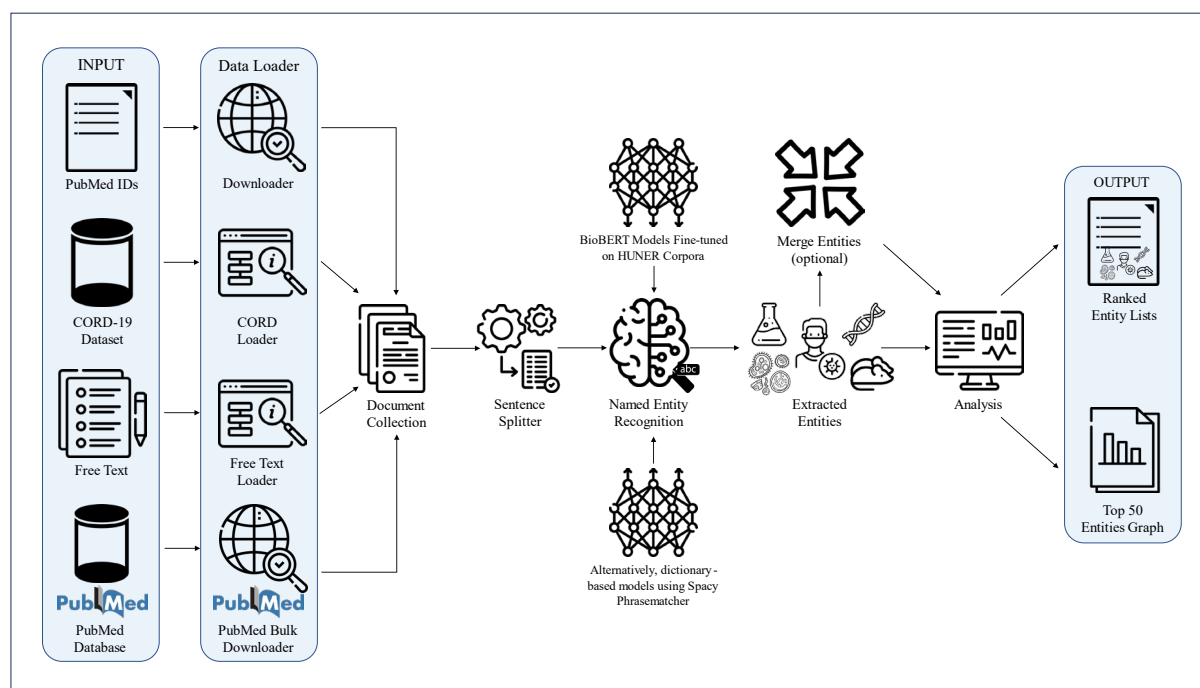 INPUT
PubMed IDs
CORD-19
Dataset
Free Text
PubMed
PubMed
Database
Data Loader
Downloader
i
CORD
Loader
i
Free Text
Loader
PubMed
PubMed Bulk
Downloader
Document
Collection
Sentence
Splitter
BioBERT Models Fine-tuned
on HUNER Corpora
abc
Named Entity
Recognition
Alternatively, dictionary-
based models using Spacy
Phrasematcher
Merge Entities
(optional)
Extracted
Entities
Analysis
OUTPUT
Ranked
Entity Lists
Top 50
Entities Graph